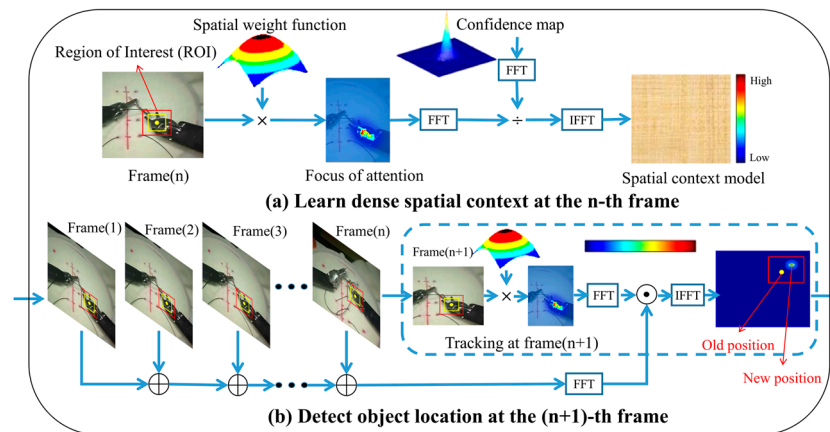 Spatial weight function
Confidence map
Region of Interest (ROI)
FFT
High
×
FFT
÷
IFFT
Low
Frame(n)
Focus of attention
Spatial context model
(a) Learn dense spatial context at the n-th frame
Frame(1)
Frame(2)
Frame(3)
Frame(n)
Frame(n+1)
×
FFT
IFFT
Tracking at frame(n+1)
Old position
New position
FFT
(b) Detect object location at the (n+1)-th frame